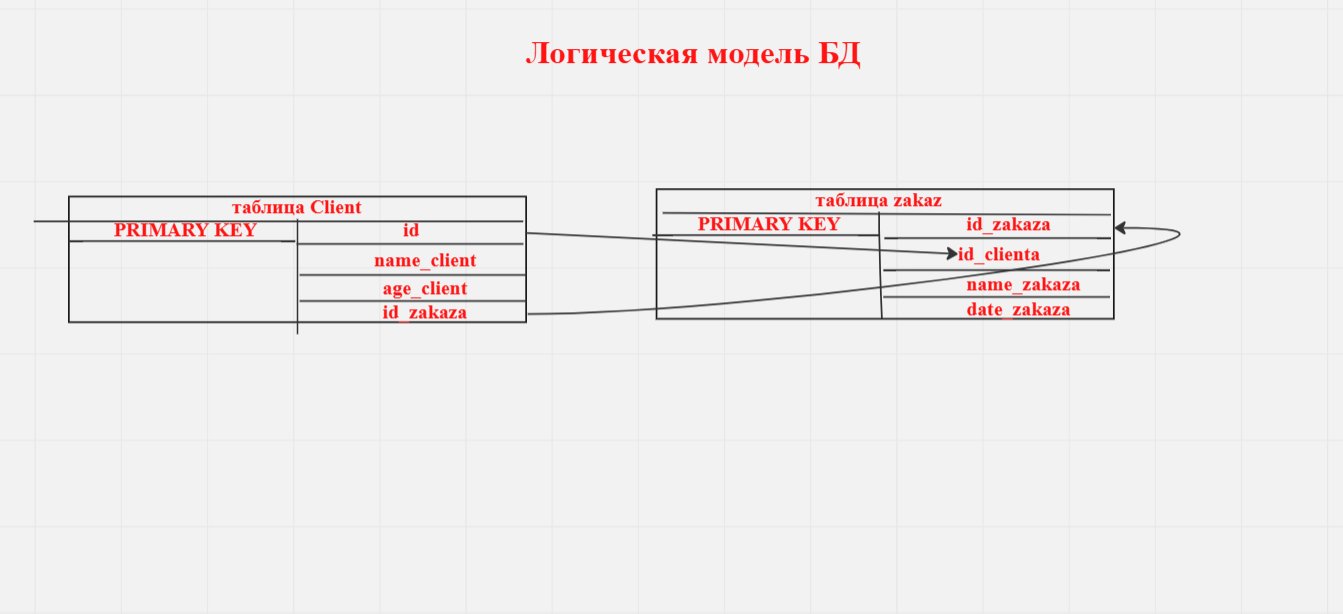 Логическая модель БД
таблица Client
PRIMARY KEY
id
name_client
age_client
id_zakaza
таблица zakaz
PRIMARY KEY
id_zakaza
id_clienta
name_zakaza
date_zakaza